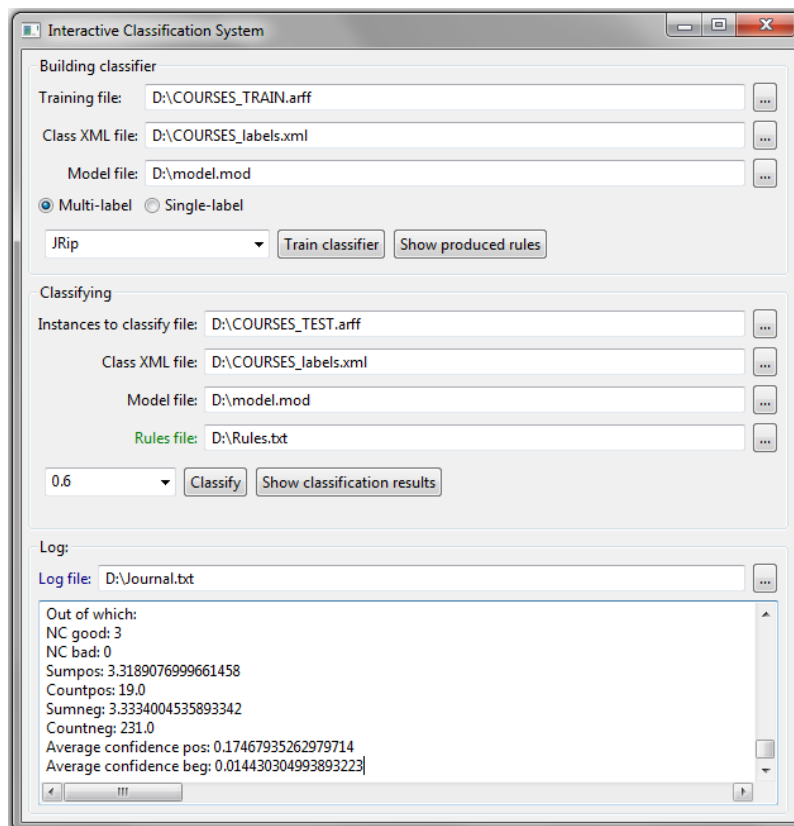 Interactive Classification System
Building classifier
Training file: D:\COURSES_TRAIN.arff ...
Class XML file: D:\COURSES_labels.xml ...
Model file: D:\model.mod ...
Multi-label Single-label
JRip Train classifier Show produced rules
Classifying
Instances to classify file: D:\COURSES_TEST.arff ...
Class XML file: D:\COURSES_labels.xml ...
Model file: D:\model.mod ...
Rules file: D:\Rules.txt ...
0.6 Classify Show classification results
Log:
Log file: D:\Journal.txt ...
Out of which:
NC good: 3
NC bad: 0
Sumpos: 3.3189076999661458
Countpos: 19.0
Sumneg: 3.3334004535893342
Countneg: 231.0
Average confidence pos: 0.17467935262979714
Average confidence beg: 0.014430304993893223